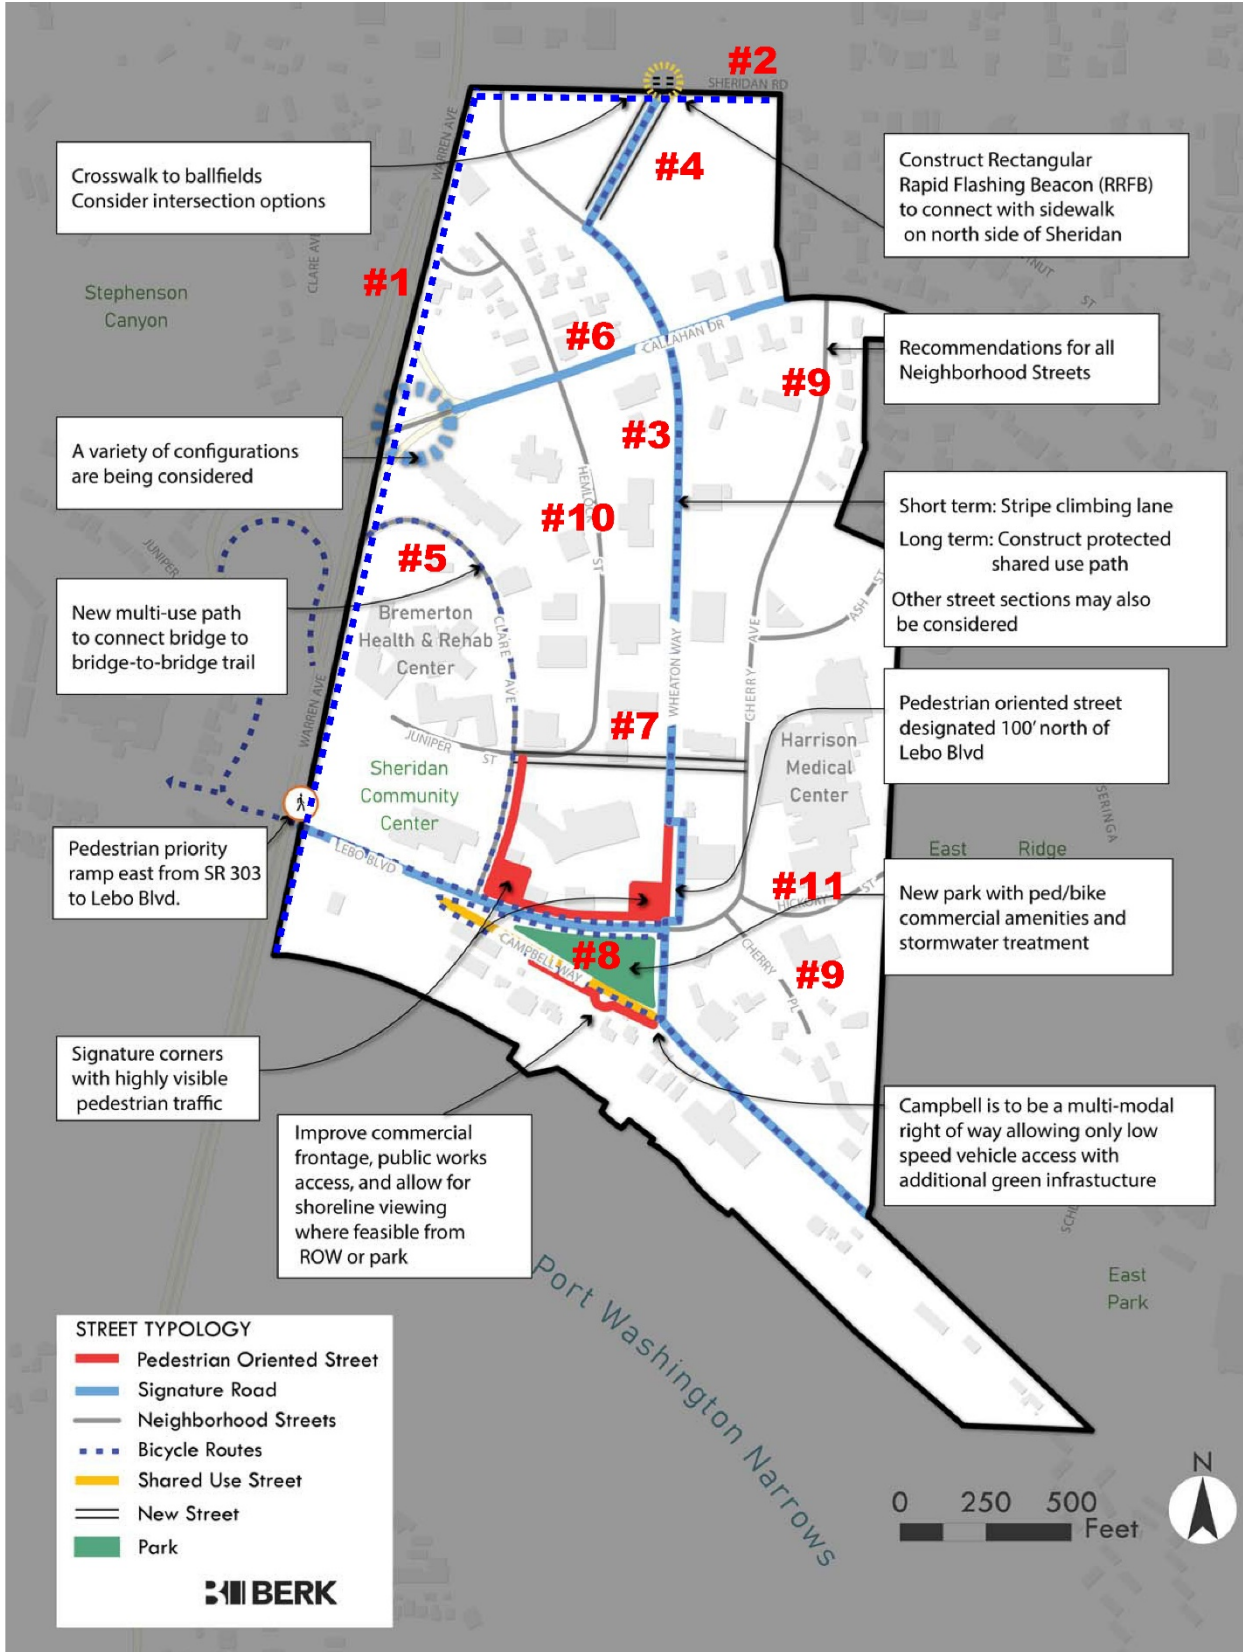 #2
SHERIDAN RD
WARREN AVE
#4
Crosswalk to ballfields
Consider intersection options
Construct Rectangular
Rapid Flashing Beacon (RRFB)
to connect with sidewalk
on north side of Sheridan
CLARE AVE
#1
Stephenson
Canyon
ST
#6
CALLAHAN DR
Recommendations for all
Neighborhood Streets
#9
#3
A variety of configurations
are being considered
HEMLOCK
ST
#10
Short term: Stripe climbing lane
Long term: Construct protected
shared use path
Other street sections may also
be considered
JUNIPER
#5
New multi-use path
to connect bridge to
bridge-to-bridge trail
Bremerton
Health & Rehab
Center
CLARE
AVE
ASH ST
WHEATON WAY
CHERRY AVE
WARREN AVE
#7
Pedestrian oriented street
designated 100' north of
Lebo Blvd
JUNIPER
ST
Harrison
Medical
Center
Sheridan
Community
Center
SERINGA
Pedestrian priority
ramp east from SR 303
to Lebo Blvd.
LEBO BLVD
East Ridge
#11
HICKORY ST
New park with ped/bike
commercial amenities and
stormwater treatment
#8
CAMPBELL WAY
CHERRY
PL
#9
Signature corners
with highly visible
pedestrian traffic
Improve commercial
frontage, public works
access, and allow for
shoreline viewing
where feasible from
ROW or park
Campbell is to be a multi-modal
right of way allowing only low
speed vehicle access with
additional green infrastucture
East
Park
Port Washington Narrows
STREET TYPOLOGY
Pedestrian Oriented Street
Signature Road
Neighborhood Streets
Bicycle Routes
Shared Use Street
New Street
Park
BERK
N
0 250 500
Feet